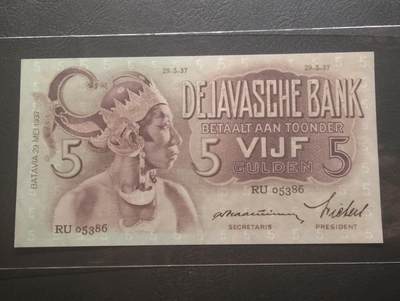 29-5-37
29-5-37
DE JAVASCHE BANK
BETAALT AAN TOONDER
5
5 VIJF 5
GULDEN
RU 05386
BATAVIA 29 MEI 1937
RU 05386
SECRETARIS
PRESIDENT